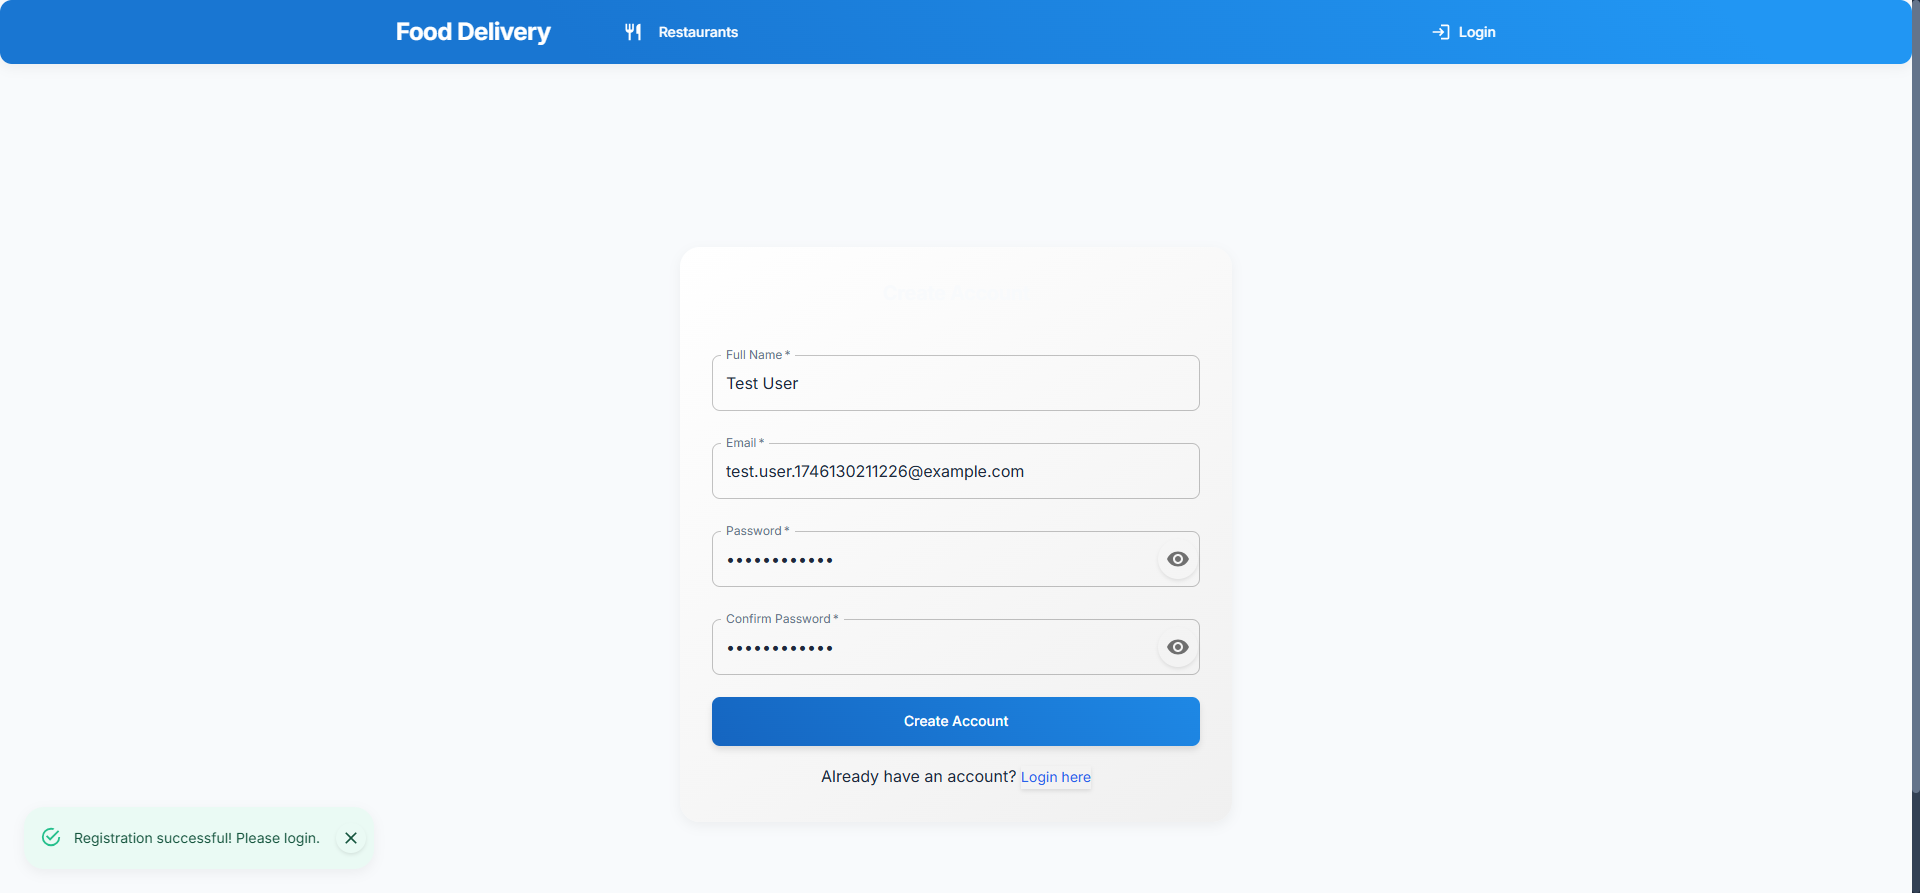 Food Delivery
Restaurants
Login
Full Name *
Test User
Email *
test.user.1746130211226@example.com
Password *
••••••••••••
Confirm Password *
••••••••••••
Create Account
Already have an account? Login here
Registration successful! Please login.